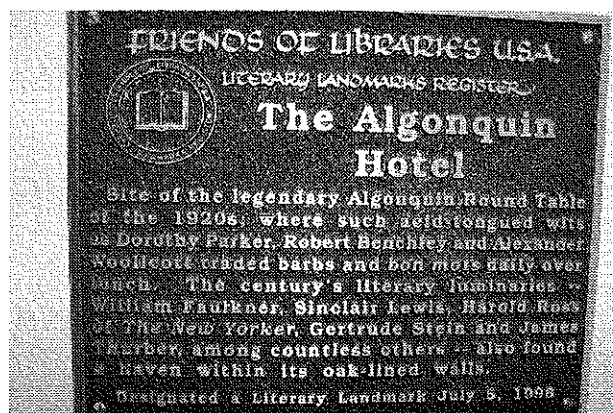 FRIENDS OF LIBRARIES U.S.A.
LITERARY LANDMARKS REGISTER
The Algonquin
Hotel
Site of the legendary Algonquin Round Table
of the 1920s, where such acid-tongued wits
as Dorothy Parker, Robert Benchley and Alexander
Woollcott traded barbs and bon mots daily over
lunch. The century's literary luminaries –
William Faulkner, Sinclair Lewis, Harold Ross
of The New Yorker, Gertrude Stein and James
Thurber, among countless others – also found
a haven within its oak-lined walls.
Designated a Literary Landmark July 5, 1996